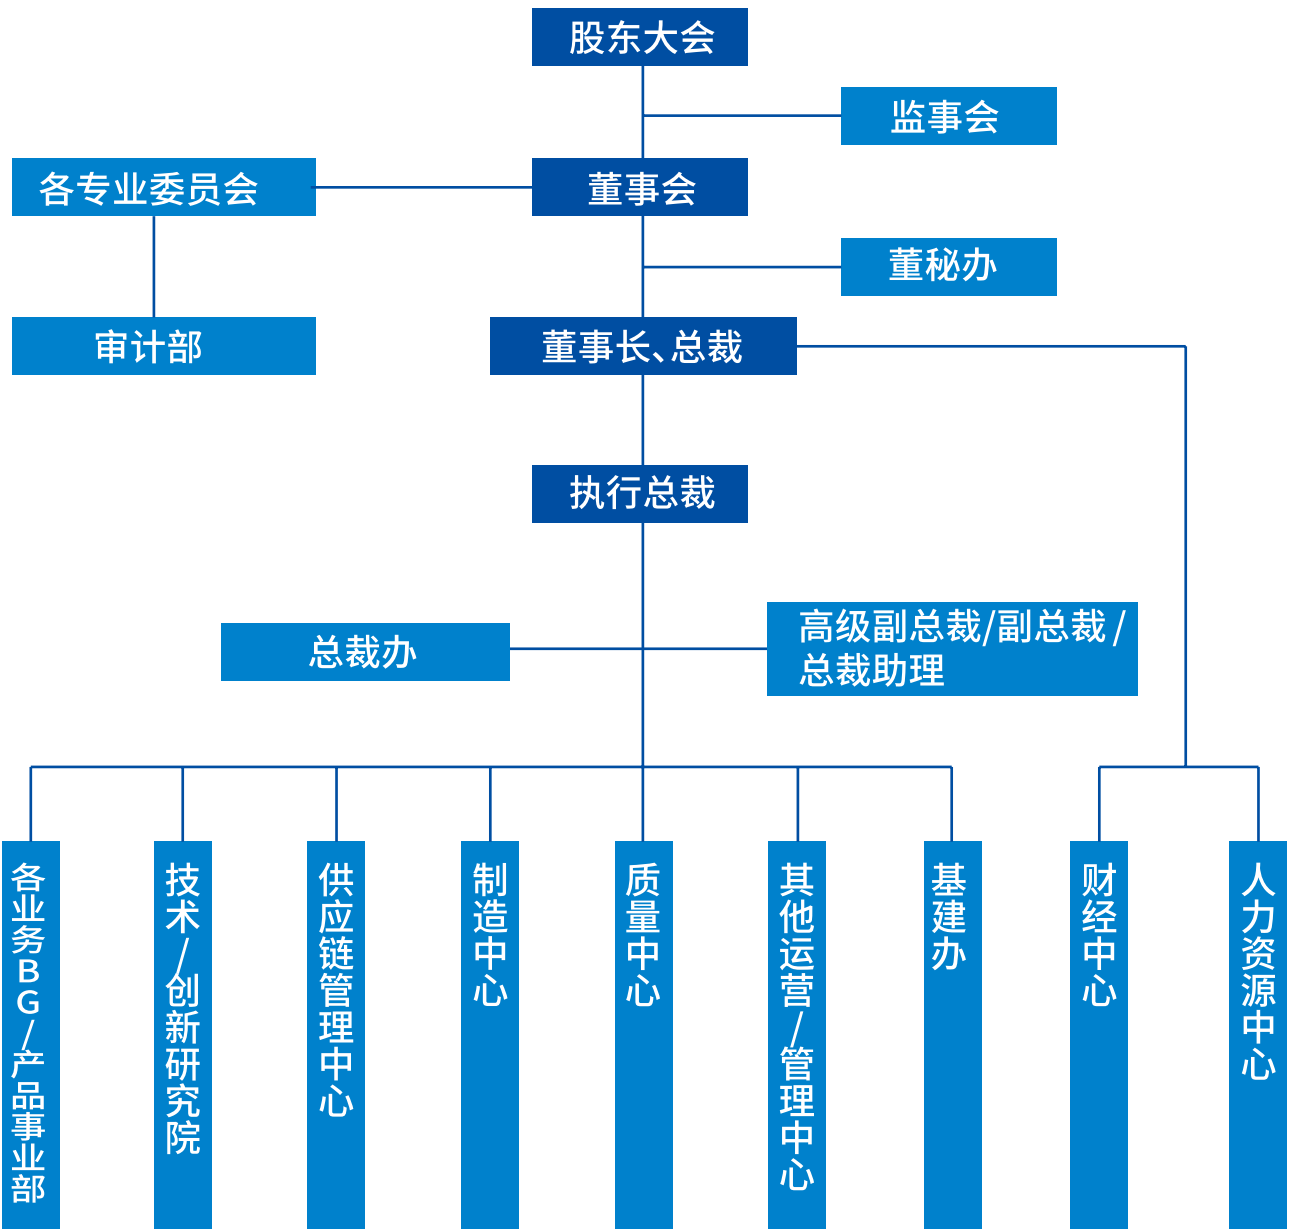 股东大会
监事会
各专业委员会
董事会
董秘办
审计部
董事长、总裁
执行总裁
总裁办
高级副总裁/副总裁/
总裁助理
各业务BG/产品事业部
技术/创新研究院
供应链管理中心
制造中心
质量中心
其他运营/管理中心
基建办
财经中心
人力资源中心